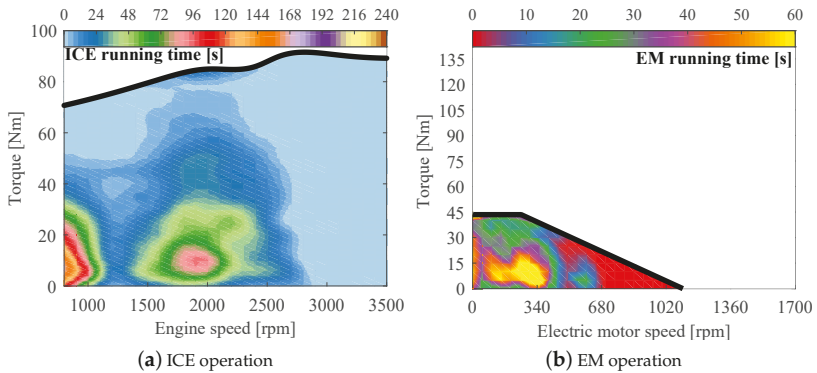 0 24 48 72 96 120 144 168 192 216 240
ICE running time [s]
100
80
60
40
20
0
Torque [Nm]
1000 1500 2000 2500 3000 3500
Engine speed [rpm]
(a) ICE operation
0 10 20 30 40 50 60
EM running time [s]
135
120
105
90
75
60
45
30
15
0
Torque [Nm]
0 340 680 1020 1360 1700
Electric motor speed [rpm]
(b) EM operation